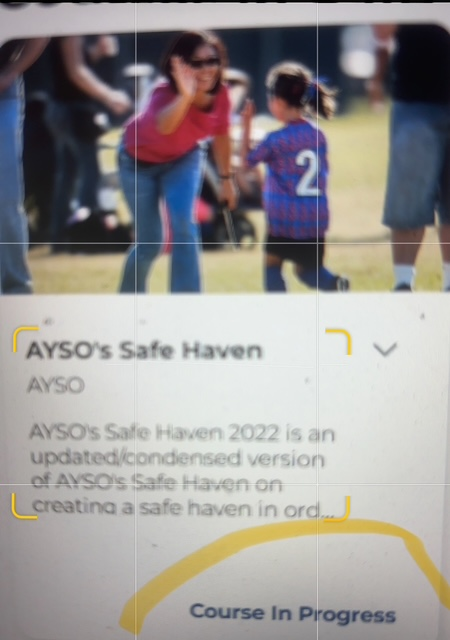 2
AYSO's Safe Haven
AYSO
AYSO's Safe Haven 2022 is an
updated/condensed version
of AYSO's Safe Haven on
creating a safe haven in ord...
Course In Progress